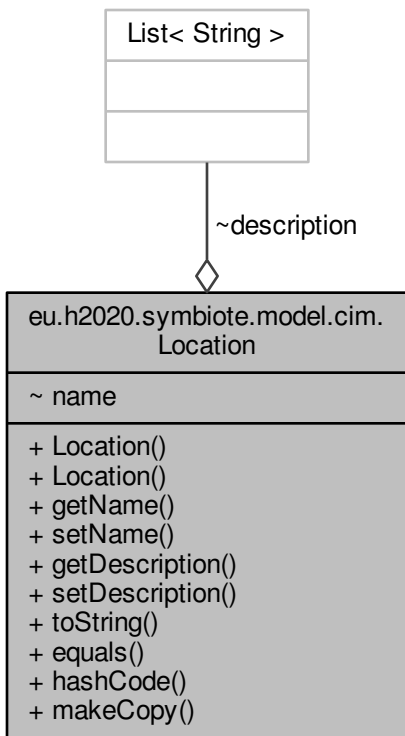 List< String >
~description
eu.h2020.symbiote.model.cim.
Location
~ name
+ Location()
+ Location()
+ getName()
+ setName()
+ getDescription()
+ setDescription()
+ toString()
+ equals()
+ hashCode()
+ makeCopy()